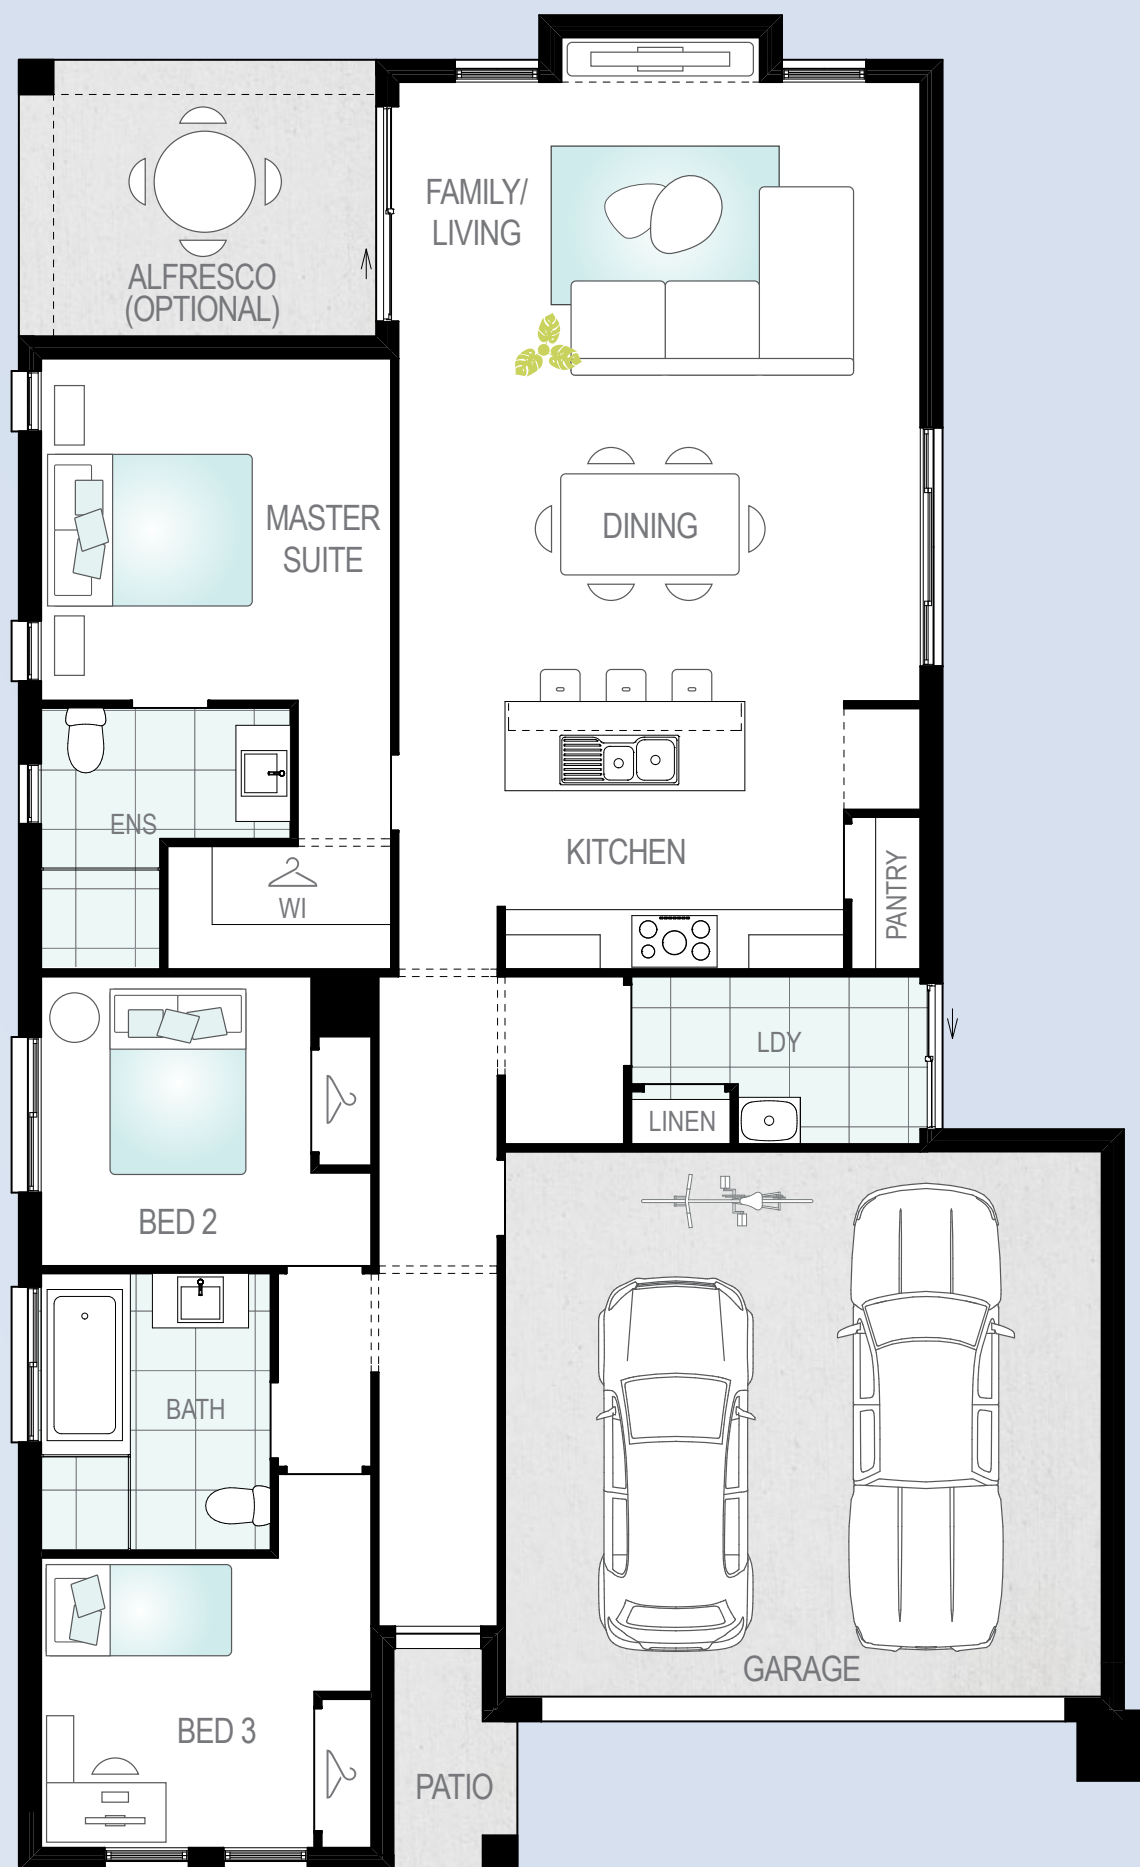 FAMILY/
LIVING
ALFRESCO
(OPTIONAL)
MASTER
SUITE
DINING
ENS
KITCHEN
WI
PANTRY
LDY
LINEN
BED 2
BATH
GARAGE
BED 3
PATIO